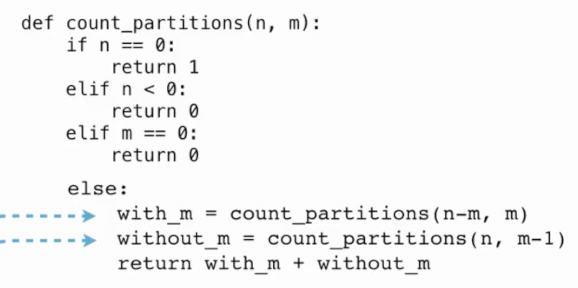 def count_partitions(n, m):
    if n == 0:
        return 1
    elif n < 0:
        return 0
    elif m == 0:
        return 0
    else:
        with_m = count_partitions(n-m, m)
        without_m = count_partitions(n, m-1)
        return with_m + without_m